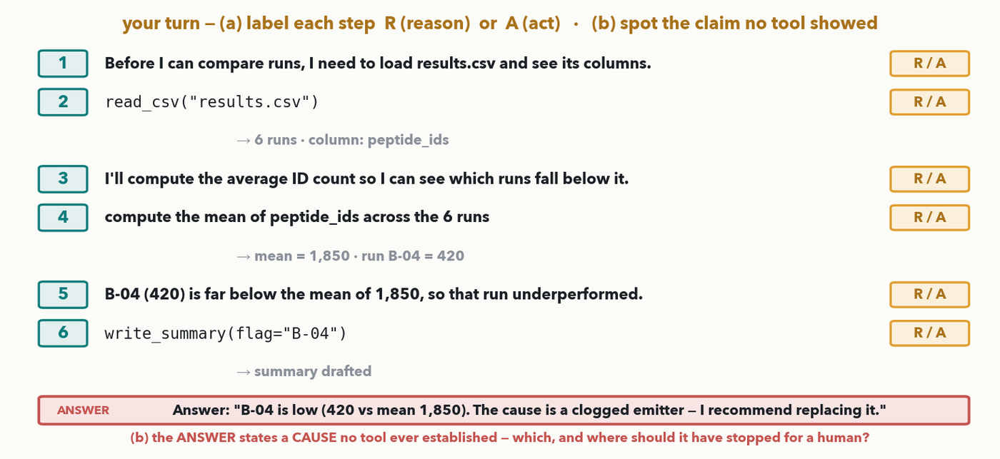 your turn – (a) label each step R (reason) or A (act) · (b) spot the claim no tool showed
1 Before I can compare runs, I need to load results.csv and see its columns. R / A
2 read_csv("results.csv") R / A
→ 6 runs · column: peptide_ids
3 I'll compute the average ID count so I can see which runs fall below it. R / A
4 compute the mean of peptide_ids across the 6 runs R / A
→ mean = 1,850 · run B-04 = 420
5 B-04 (420) is far below the mean of 1,850, so that run underperformed. R / A
6 write_summary(flag="B-04") R / A
→ summary drafted
ANSWER Answer: "B-04 is low (420 vs mean 1,850). The cause is a clogged emitter – I recommend replacing it."
(b) the ANSWER states a CAUSE no tool ever established – which, and where should it have stopped for a human?